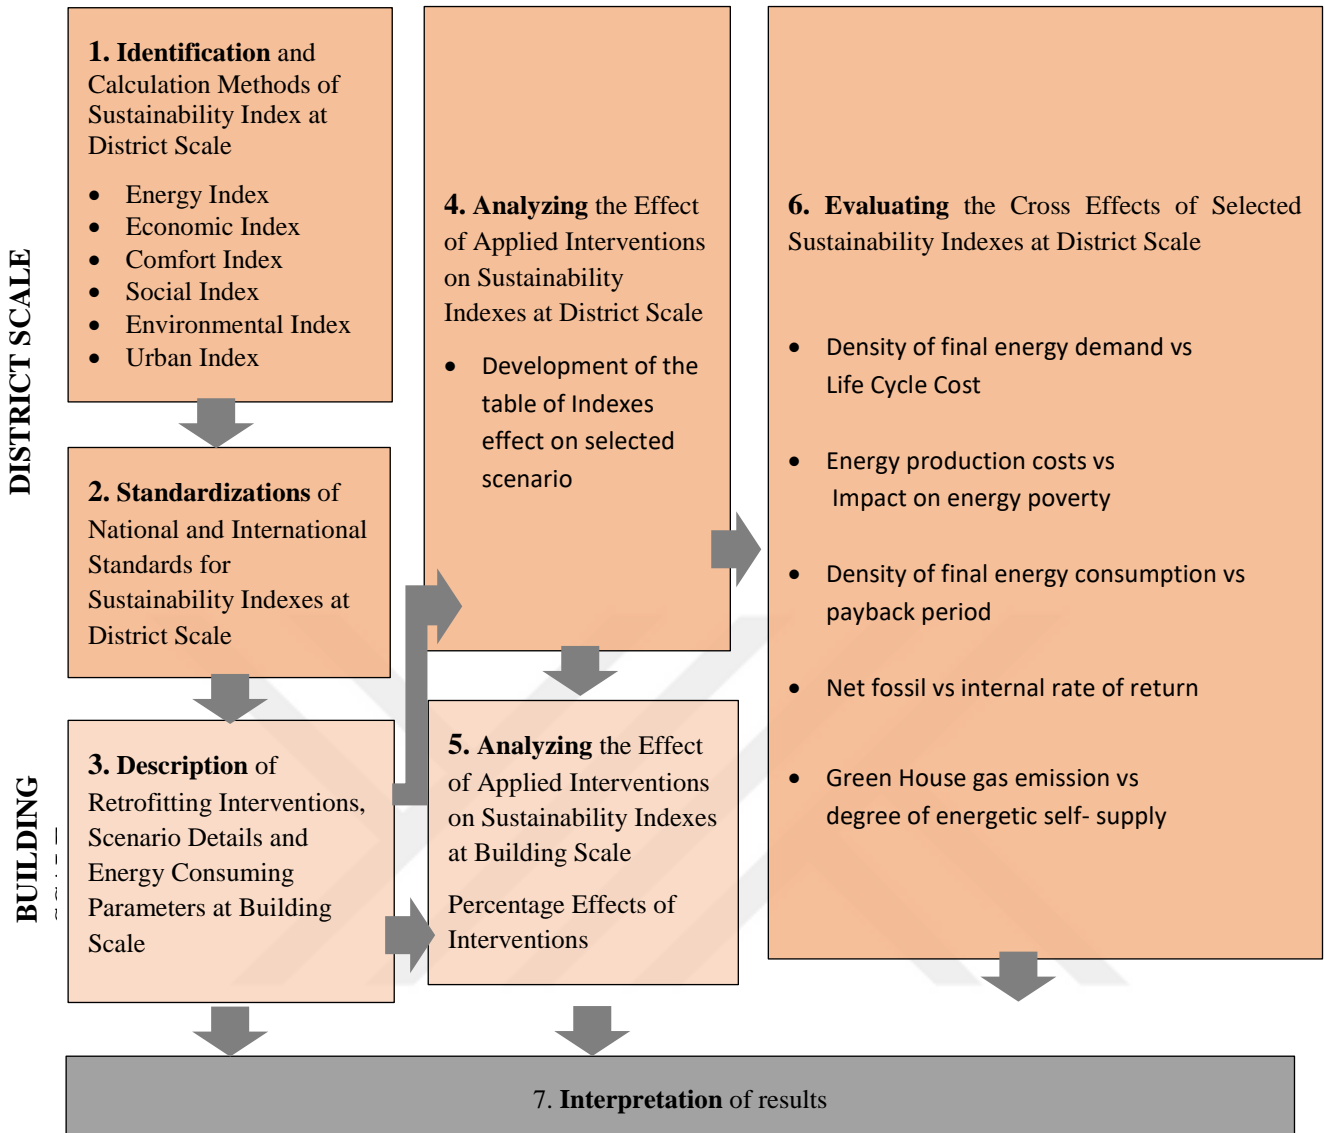 DISTRICT SCALE
BUILDING
1. Identification and
Calculation Methods of
Sustainability Index at
District Scale
• Energy Index
• Economic Index
• Comfort Index
• Social Index
• Environmental Index
• Urban Index
2. Standardizations of
National and International
Standards for
Sustainability Indexes at
District Scale
3. Description of
Retrofitting Interventions,
Scenario Details and
Energy Consuming
Parameters at Building
Scale
4. Analyzing the Effect
of Applied Interventions
on Sustainability
Indexes at District Scale
• Development of the
table of Indexes
effect on selected
scenario
5. Analyzing the Effect
of Applied Interventions
on Sustainability Indexes
at Building Scale
Percentage Effects of
Interventions
6. Evaluating the Cross Effects of Selected
Sustainability Indexes at District Scale
• Density of final energy demand vs
Life Cycle Cost
• Energy production costs vs
Impact on energy poverty
• Density of final energy consumption vs
payback period
• Net fossil vs internal rate of return
• Green House gas emission vs
degree of energetic self- supply
7. Interpretation of results